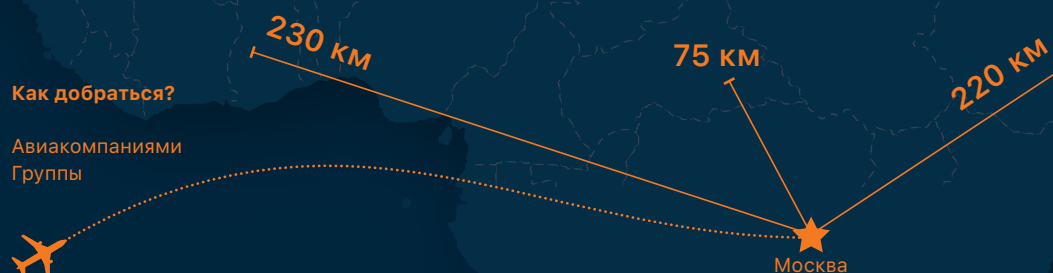 230 км
75 км
220 км
Как добраться?
Авиакомпаниями
Группы
Москва